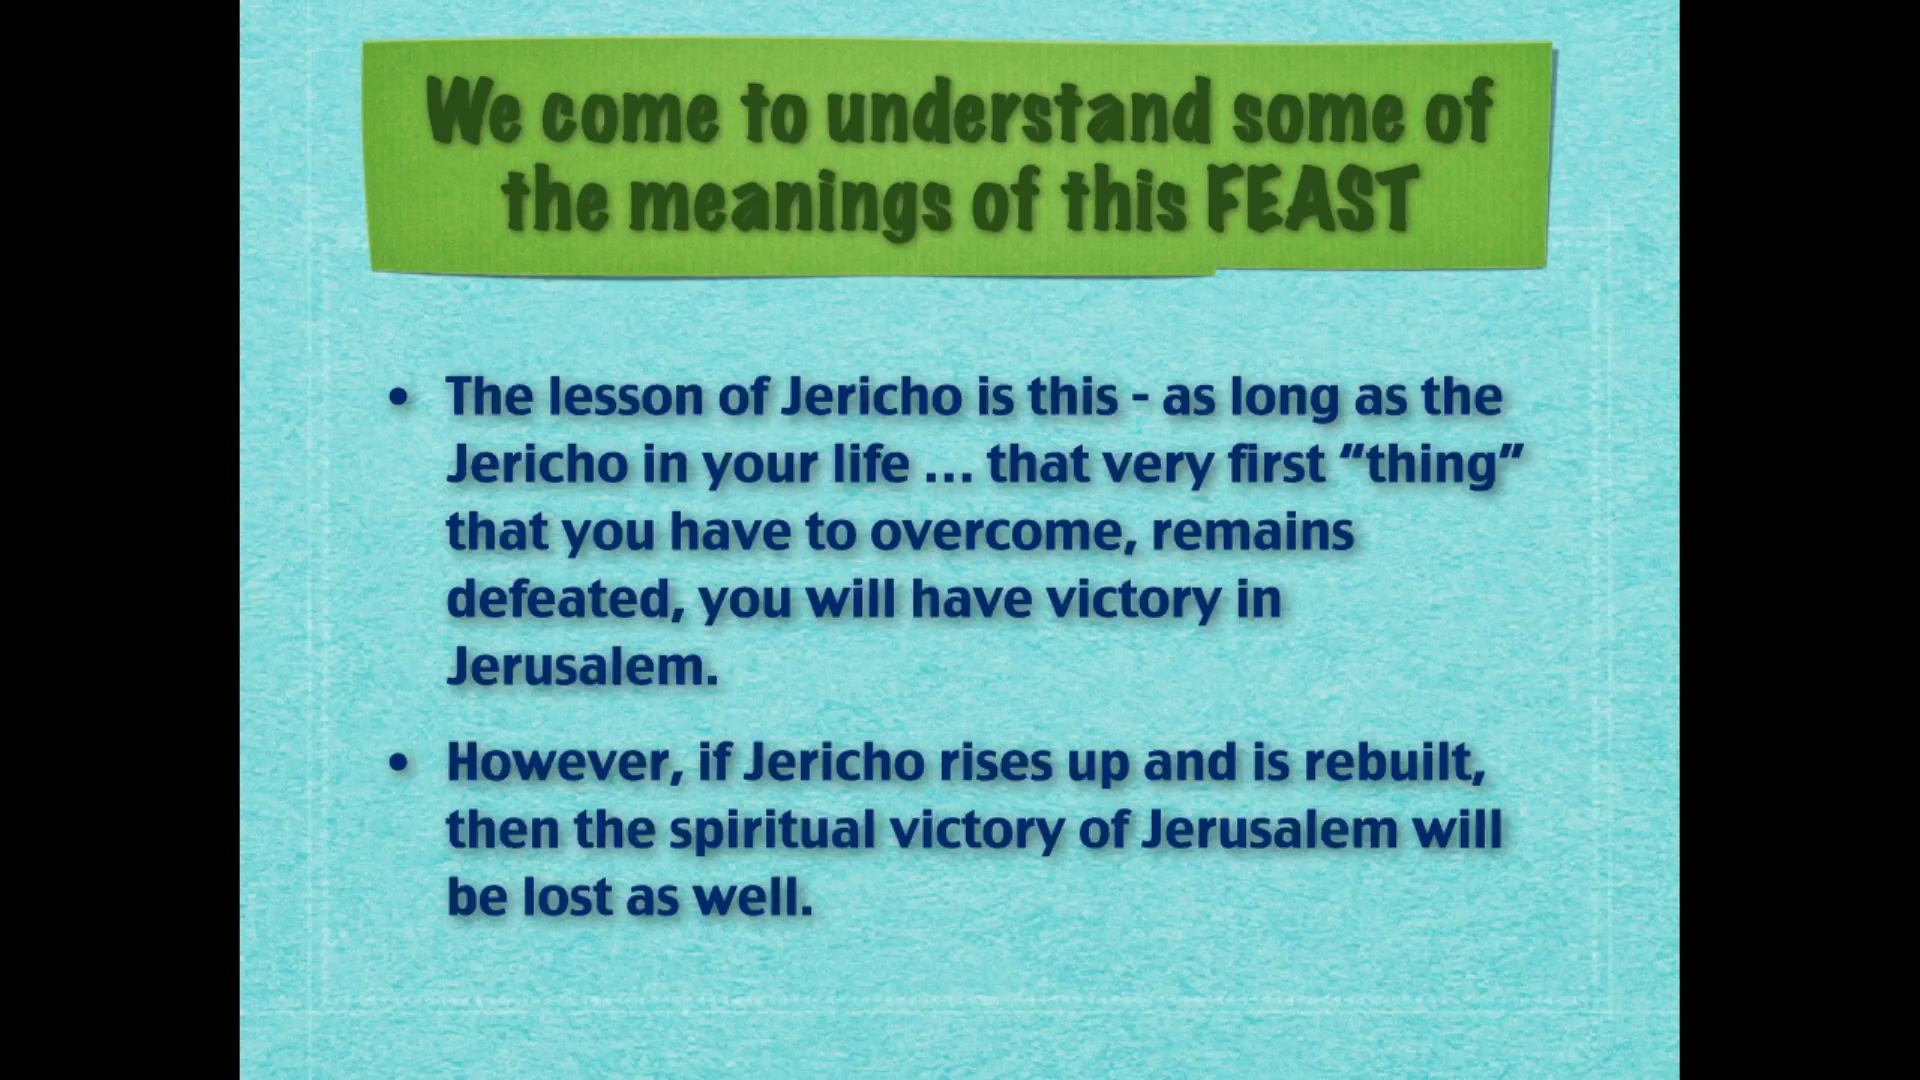 We come to understand some of
the meanings of this FEAST
• The lesson of Jericho is this - as long as the
Jericho in your life ... that very first “thing”
that you have to overcome, remains
defeated, you will have victory in
Jerusalem.
• However, if Jericho rises up and is rebuilt,
then the spiritual victory of Jerusalem will
be lost as well.